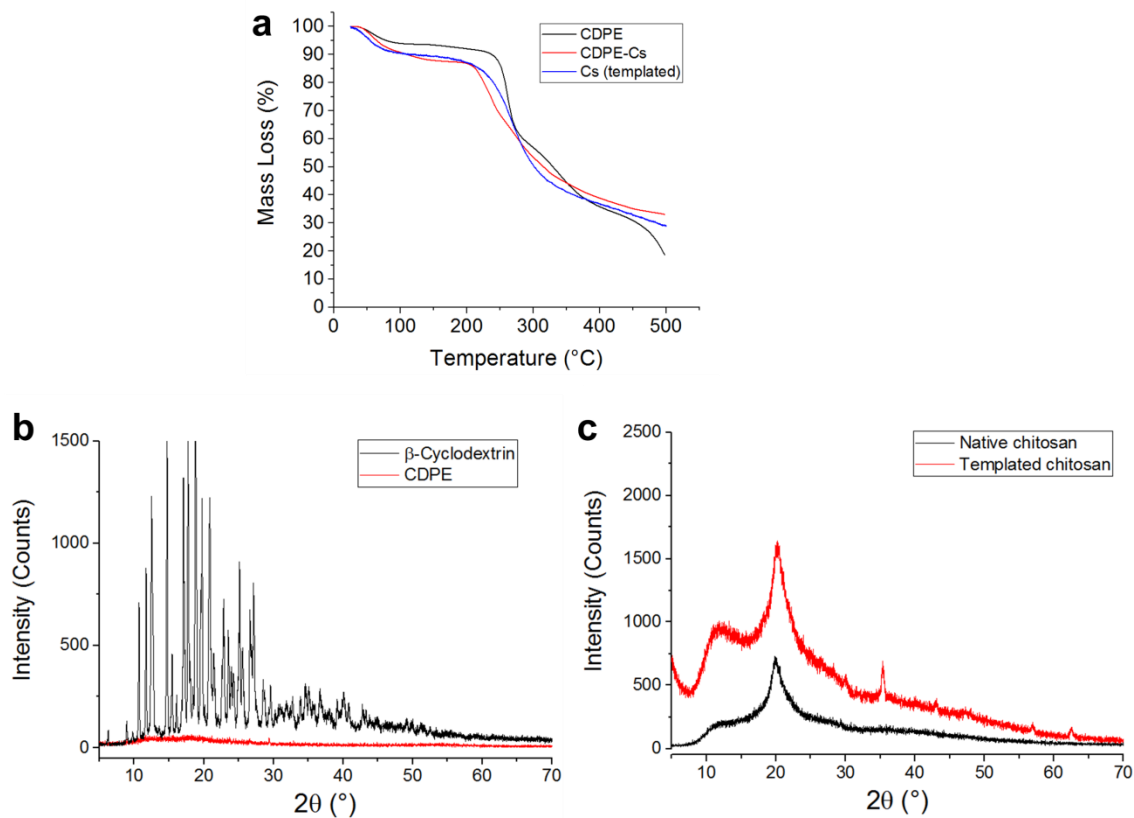 a
CDPE
CDPE-Cs
Cs (templated)
Mass Loss (%)
100
90
80
70
60
50
40
30
20
10
0
0 100 200 300 400 500
Temperature (°C)
b
β-Cyclodextrin
CDPE
Intensity (Counts)
1500
1000
500
0
10 20 30 40 50 60 70
2θ (°)
c
Native chitosan
Templated chitosan
Intensity (Counts)
2500
2000
1500
1000
500
0
10 20 30 40 50 60 70
2θ (°)